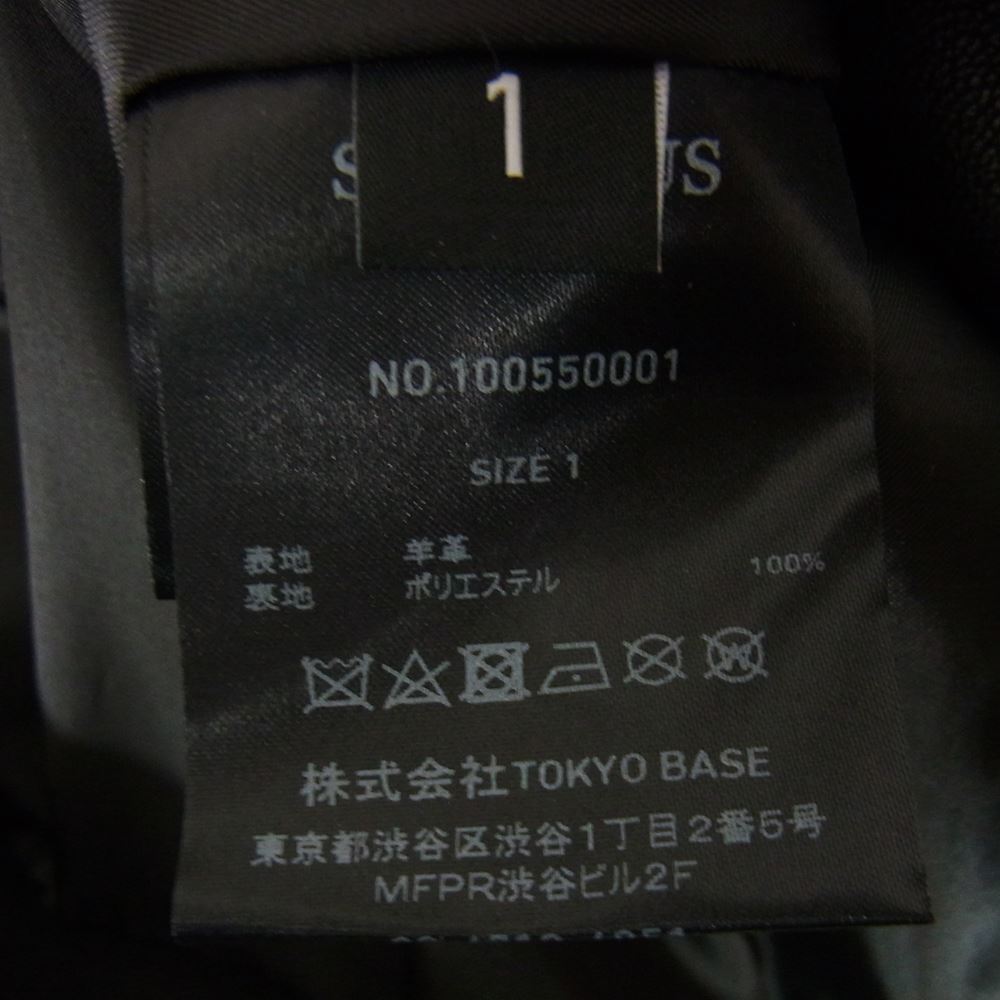 1
NO.100550001
SIZE 1
表地 羊革
裏地 ポリエステル 100%
株式会社TOKYO BASE
東京都渋谷区渋谷1丁目2番5号
MFPR渋谷ビル2F